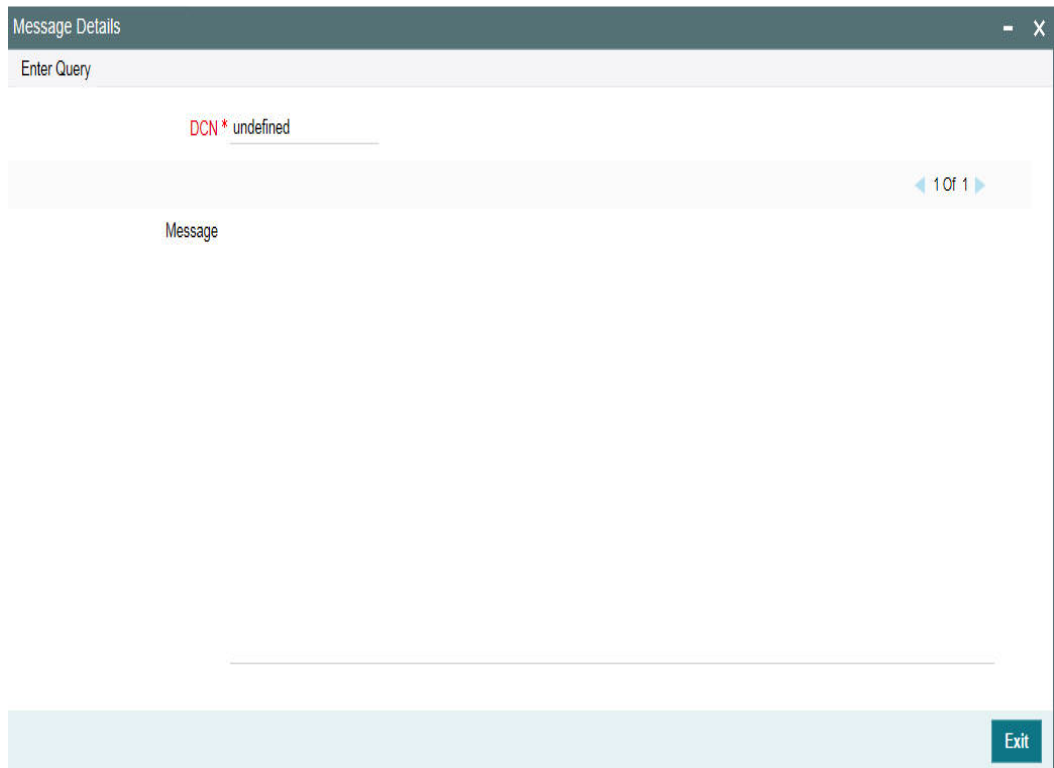 Message Details
Enter Query
DCN * undefined
1 Of 1
Message
Exit